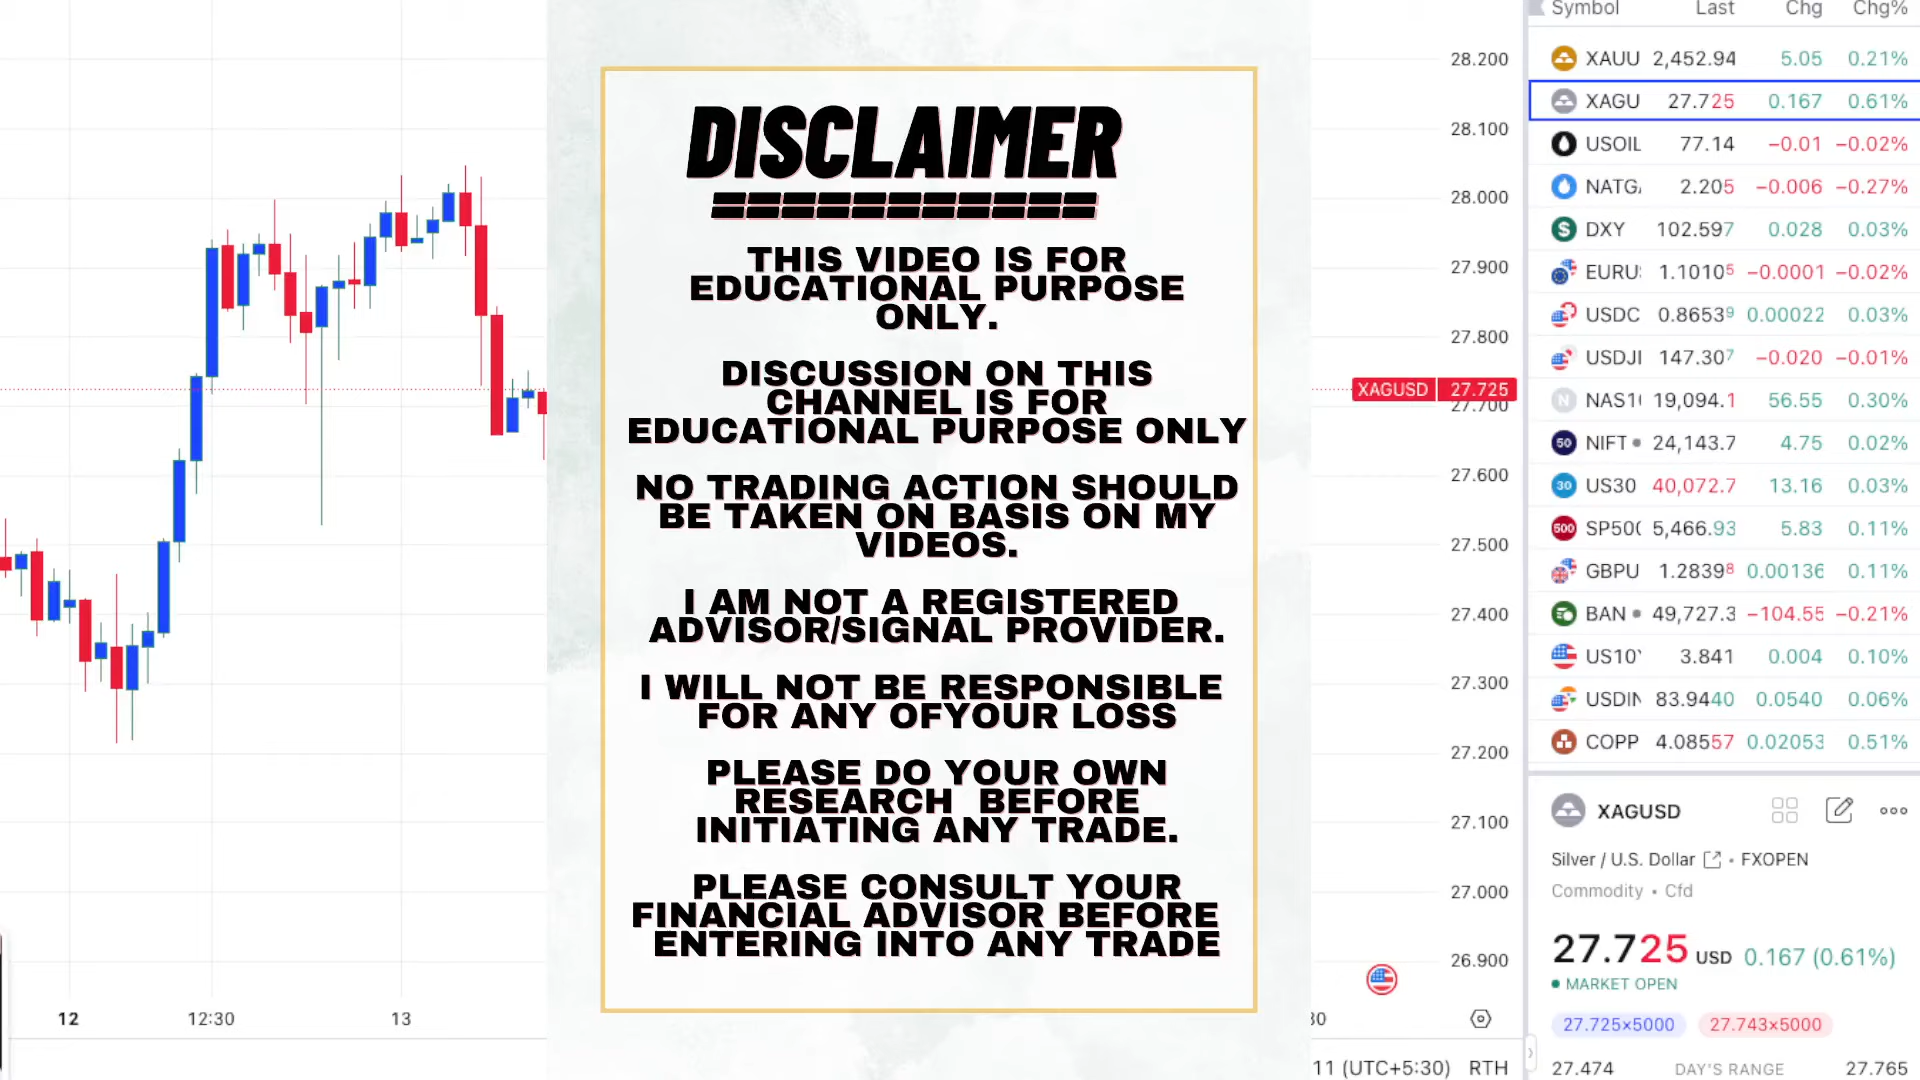 DISCLAIMER
===========
THIS VIDEO IS FOR
EDUCATIONAL PURPOSE
ONLY.
DISCUSSION ON THIS
CHANNEL IS FOR
EDUCATIONAL PURPOSE ONLY
NO TRADING ACTION SHOULD
BE TAKEN ON BASIS ON MY
VIDEOS.
I AM NOT A REGISTERED
ADVISOR/SIGNAL PROVIDER.
I WILL NOT BE RESPONSIBLE
FOR ANY OFYOUR LOSS
PLEASE DO YOUR OWN
RESEARCH BEFORE
INITIATING ANY TRADE.
PLEASE CONSULT YOUR
FINANCIAL ADVISOR BEFORE
ENTERING INTO ANY TRADE
12 12:30 13
28.200
28.100
28.000
27.900
27.800
XAGUSD 27.725
27.700
27.600
27.500
27.400
27.300
27.200
27.100
27.000
26.900
30
11 (UTC+5:30) RTH
Symbol Last Chg Chg%
XAUU 2,452.94 5.05 0.21%
XAGU 27.725 0.167 0.61%
USOIL 77.14 −0.01 −0.02%
NATG 2.205 −0.006 −0.27%
DXY 102.597 0.028 0.03%
EURU 1.10105 −0.0001 −0.02%
USDC 0.86539 0.00022 0.03%
USDJ 147.307 −0.020 −0.01%
NAS1 19,094.1 56.55 0.30%
50 NIFT 24,143.7 4.75 0.02%
30 US30 40,072.7 13.16 0.03%
500 SP500 5,466.93 5.83 0.11%
GBPU 1.28398 0.00136 0.11%
BAN 49,727.3 −104.55 −0.21%
US10Y 3.841 0.004 0.10%
USDIN 83.9440 0.0540 0.06%
COPP 4.08557 0.02053 0.51%
XAGUSD
Silver / U.S. Dollar • FXOPEN
Commodity • Cfd
27.725 USD 0.167 (0.61%)
MARKET OPEN
27.725×5000 27.743×5000
27.474 DAY'S RANGE 27.765